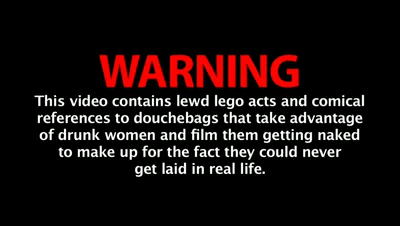 WARNING
This video contains lewd lego acts and comical
references to douchebags that take advantage
of drunk women and film them getting naked
to make up for the fact they could never
get laid in real life.